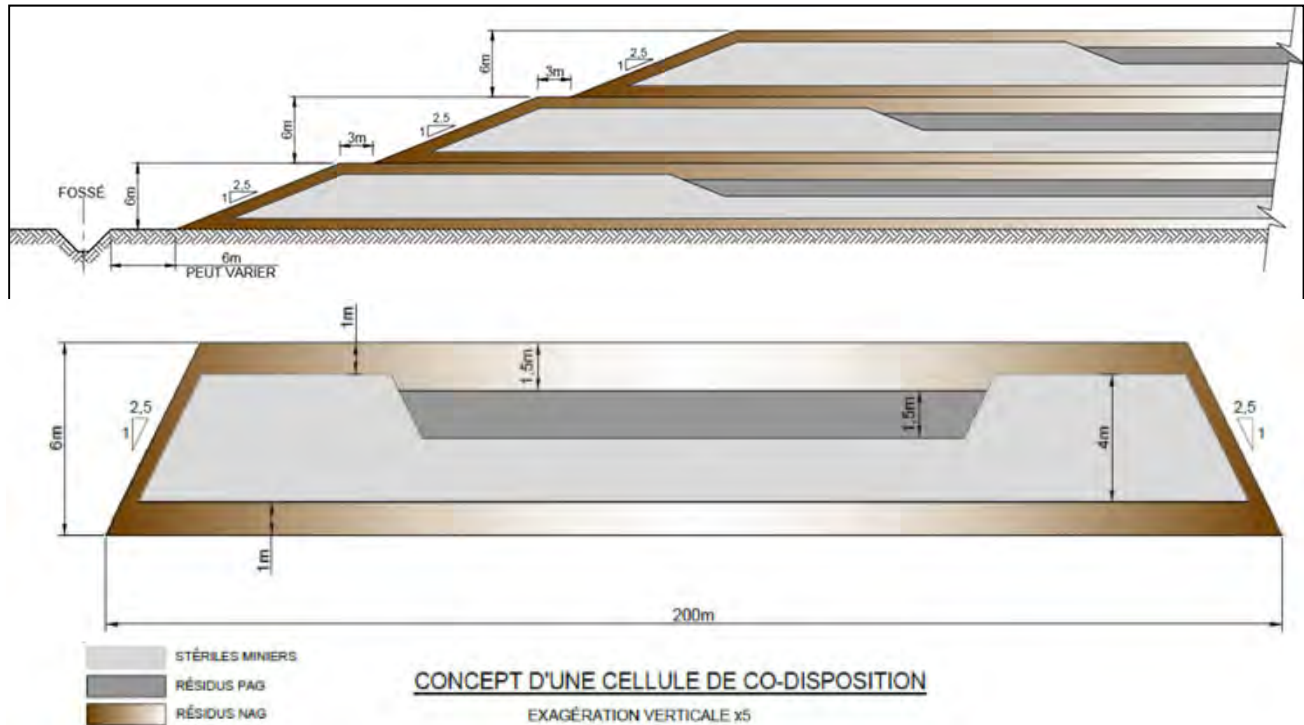 6m
2,5
1
3m
6m
2,5
1
3m
6m
2,5
1
FOSSÉ
6m
PEUT VARIER
1m
1,5m
2,5
1
6m
1,5m
4m
2,5
1
1m
200m
STÉRILES MINIERS
RÉSIDUS PAG
RÉSIDUS NAG
CONCEPT D'UNE CELLULE DE CO-DISPOSITION
EXAGÉRATION VERTICALE x5